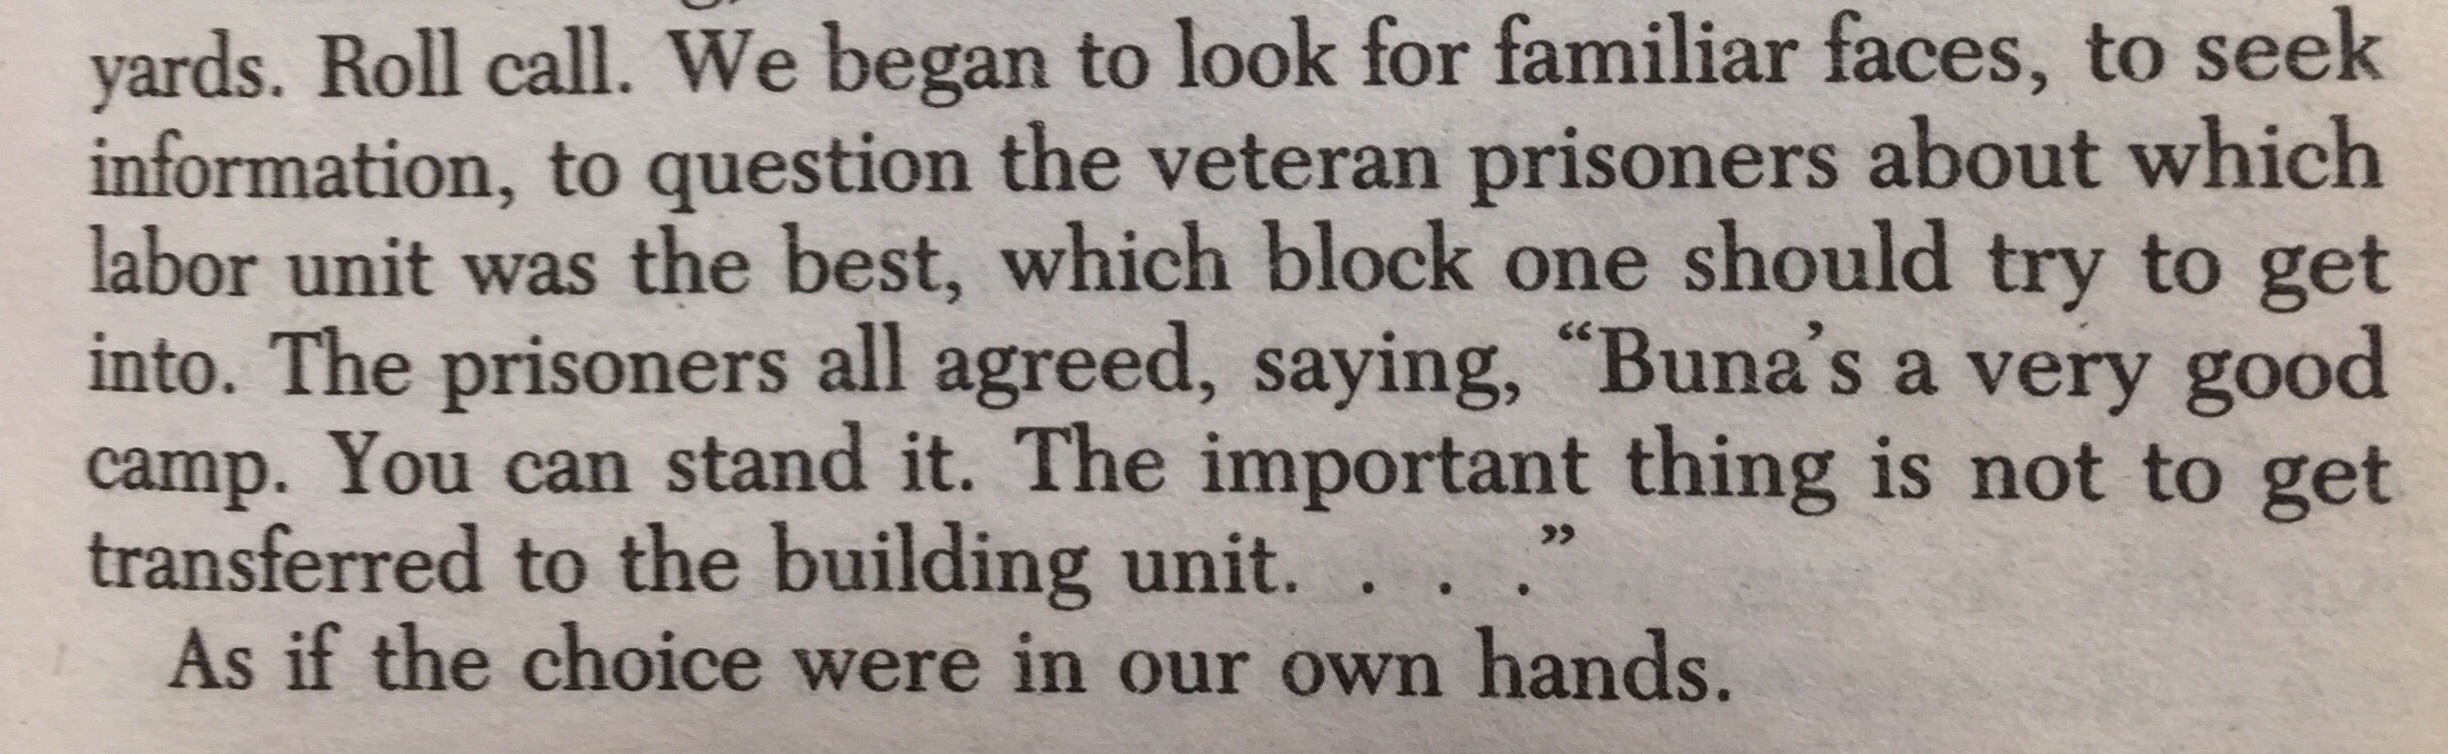 yards. Roll call. We began to look for familiar faces, to seek
information, to question the veteran prisoners about which
labor unit was the best, which block one should try to get
into. The prisoners all agreed, saying, “Buna’s a very good
camp. You can stand it. The important thing is not to get
transferred to the building unit. . . .”
As if the choice were in our own hands.